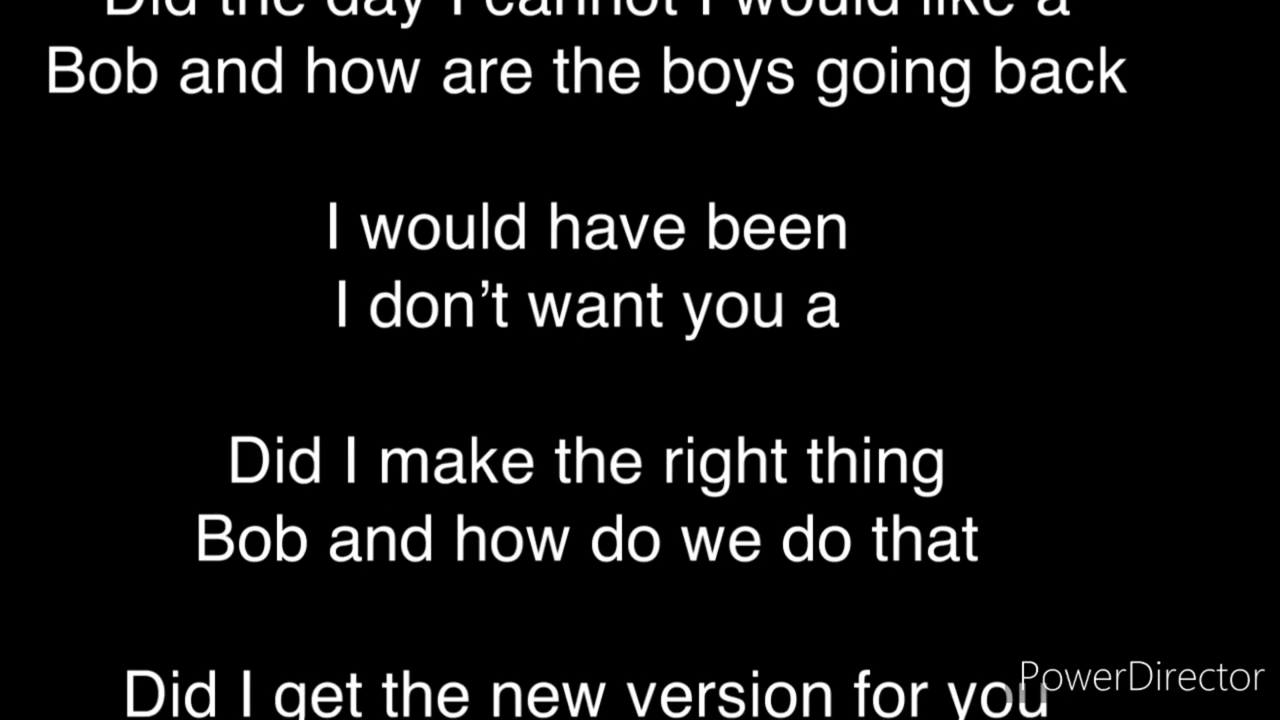 Did the day I cannot I would like a
Bob and how are the boys going back
I would have been
I don’t want you a
Did I make the right thing
Bob and how do we do that
Did I get the new version for you
PowerDirector